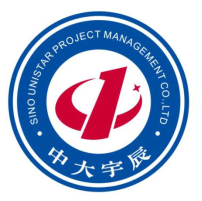 SINO UNISTAR PROJECT MANAGEMENT CO.,LTD
中大宇辰